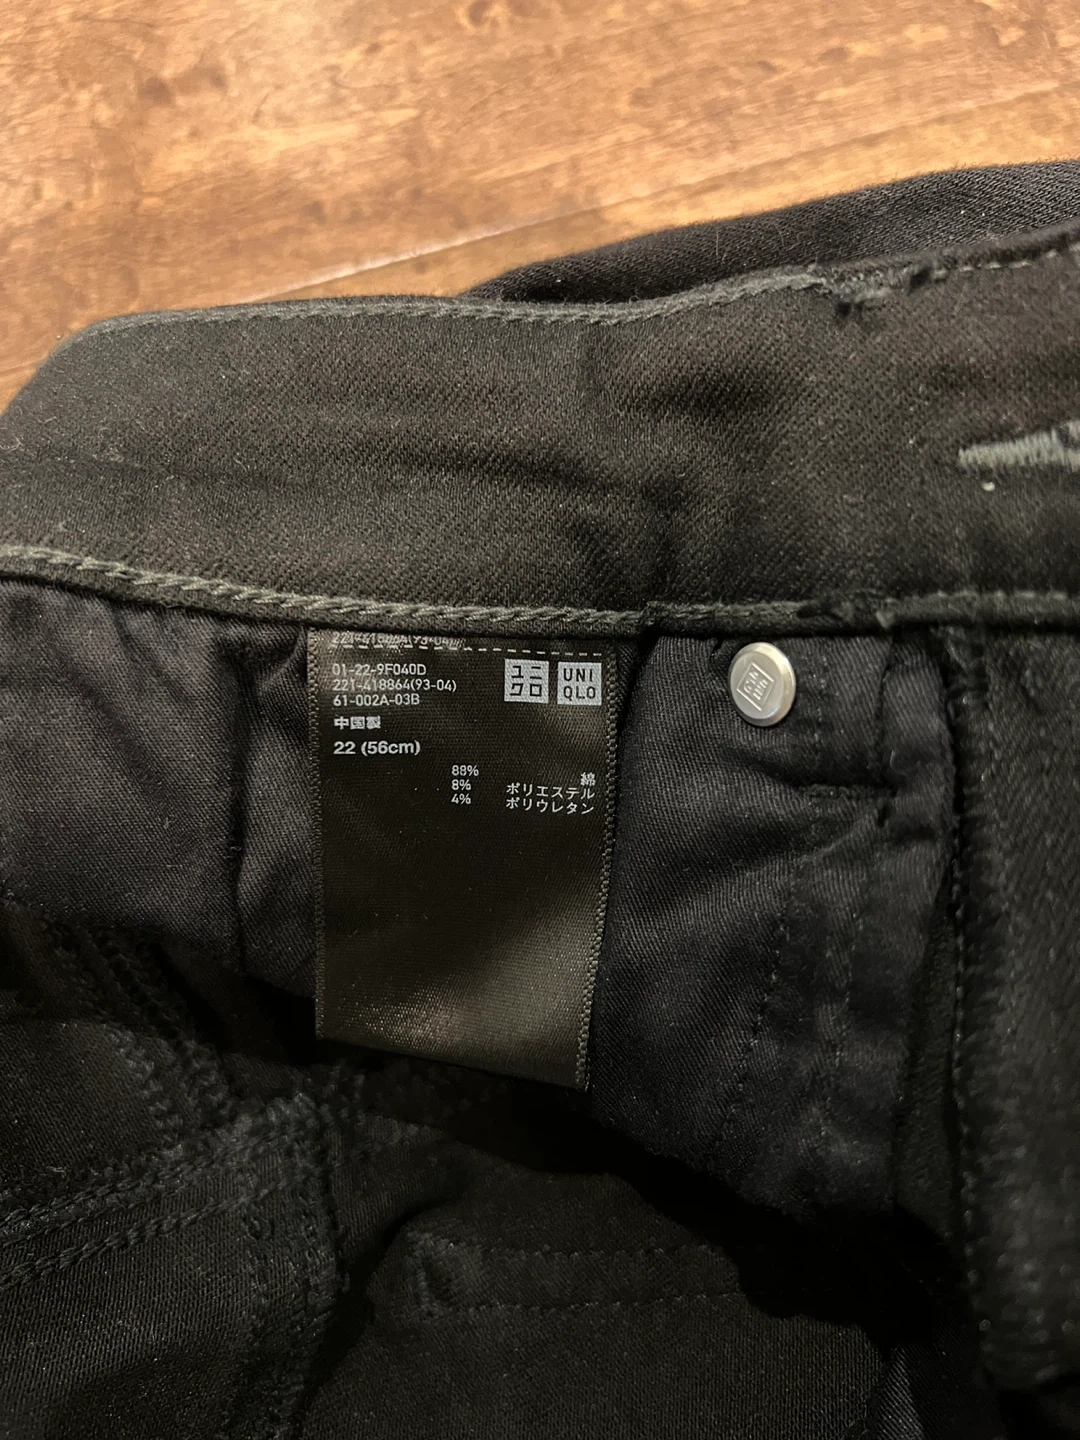 01-22-9F040D
221-418864(93-04)
61-002A-03B
ユニ
クロ
UNI
QLO
中国製
22 (56cm)
88% 綿
8% ポリエステル
4% ポリウレタン